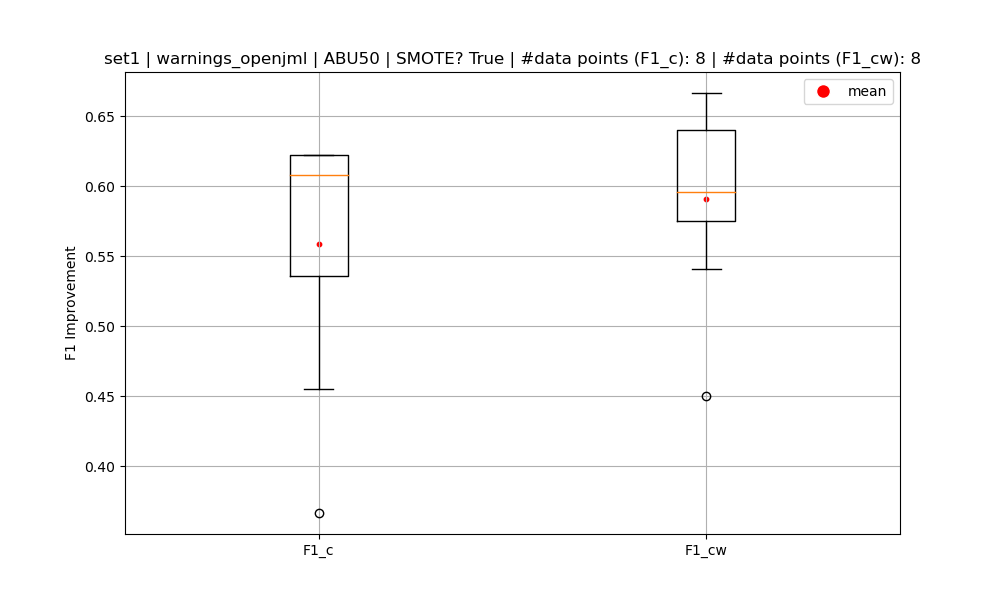 set1 | warnings_openjml | ABU50 | SMOTE? True | #data points (F1_c): 8 | #data points (F1_cw): 8
mean
0.65
0.60
0.55
0.50
0.45
0.40
F1 Improvement
F1_c
F1_cw